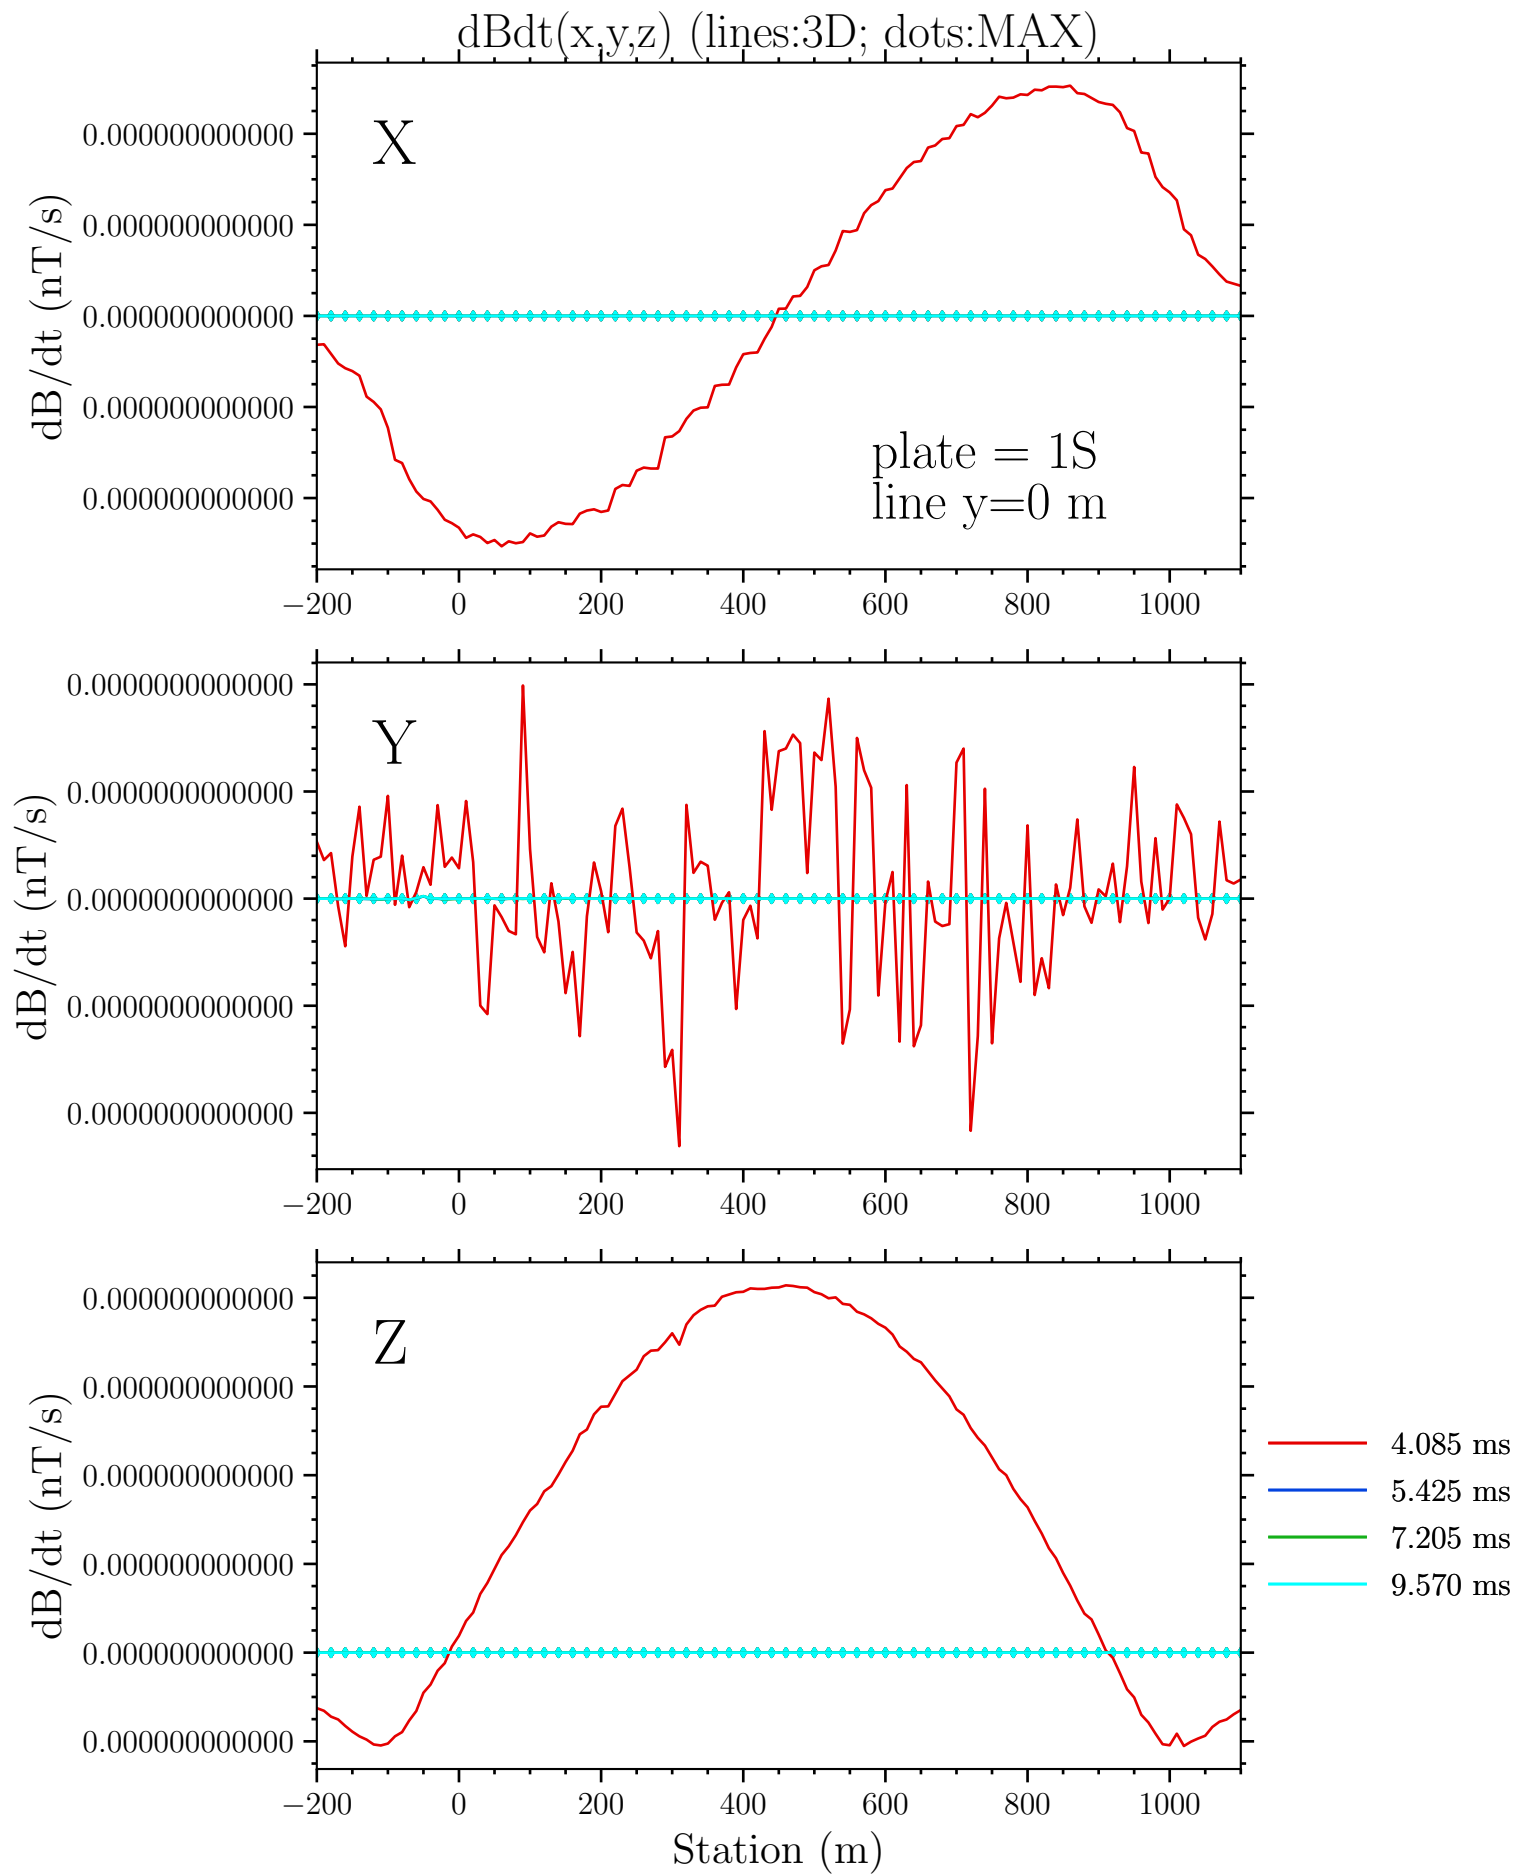 dBdt(x,y,z) (lines:3D; dots:MAX)
X
0.000000000000
0.000000000000
0.000000000000
0.000000000000
0.000000000000
dB/dt (nT/s)
plate = 1S
line y=0 m
−200 0 200 400 600 800 1000
Y
0.0000000000000
0.0000000000000
0.0000000000000
0.0000000000000
0.0000000000000
dB/dt (nT/s)
−200 0 200 400 600 800 1000
Z
0.000000000000
0.000000000000
0.000000000000
0.000000000000
0.000000000000
0.000000000000
dB/dt (nT/s)
−200 0 200 400 600 800 1000
Station (m)
4.085 ms
5.425 ms
7.205 ms
9.570 ms